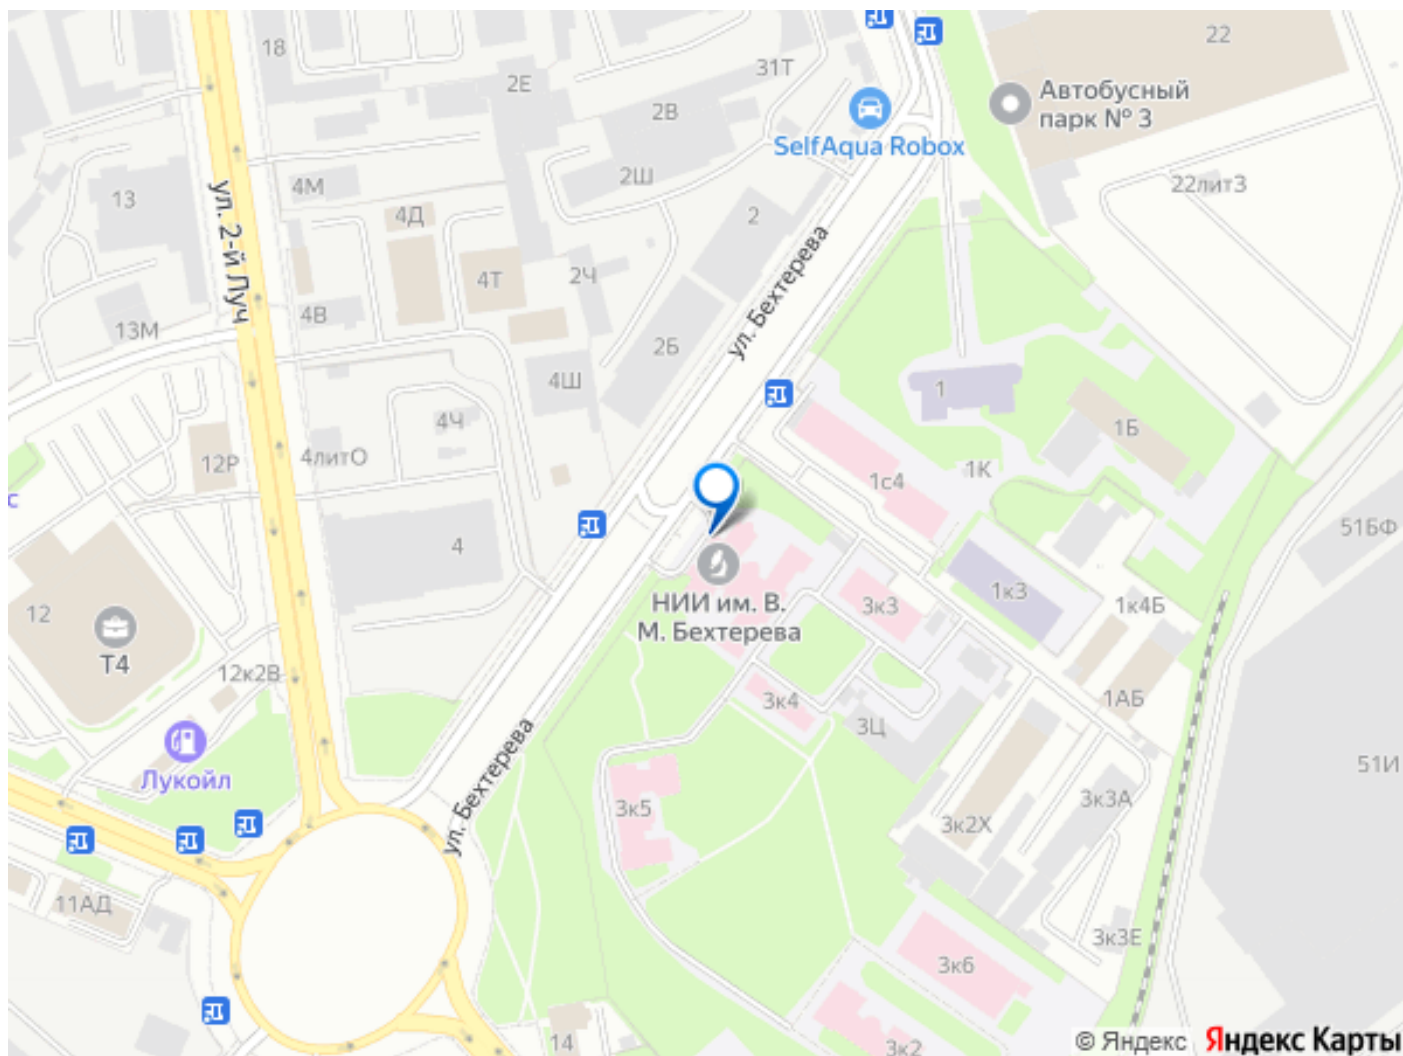 18
2Е
31Т
22
Автобусный
парк № 3
2В
SelfAqua Robox
13
4М
2Ш
22литЗ
ул. 2-й Луч
4Д
2
4Т
2Ч
ул. Бехтерева
13М
4В
2Б
4Ш
1
4Ч
1Б
12Р
4литО
1с4
1К
с
51БФ
4
12
1к3
НИИ им. В.
М. Бехтерева
3к3
1к4Б
Т4
12к2В
3к4
1АБ
3Ц
Лукойл
ул. Бехтерева
51И
3к5
3к3А
3к2Х
11АД
3к3Е
3к6
14
3к2
© Яндекс Яндекс Карты